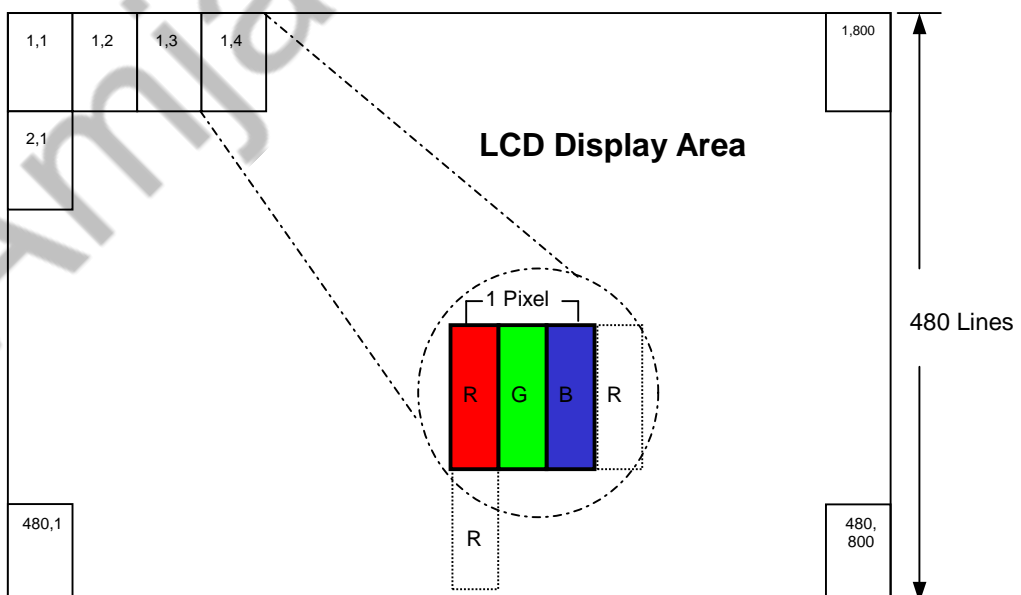 1,1 1,2 1,3 1,4 1,800
2,1
LCD Display Area
1 Pixel
480 Lines
R G B R
480,1
480,
800
R